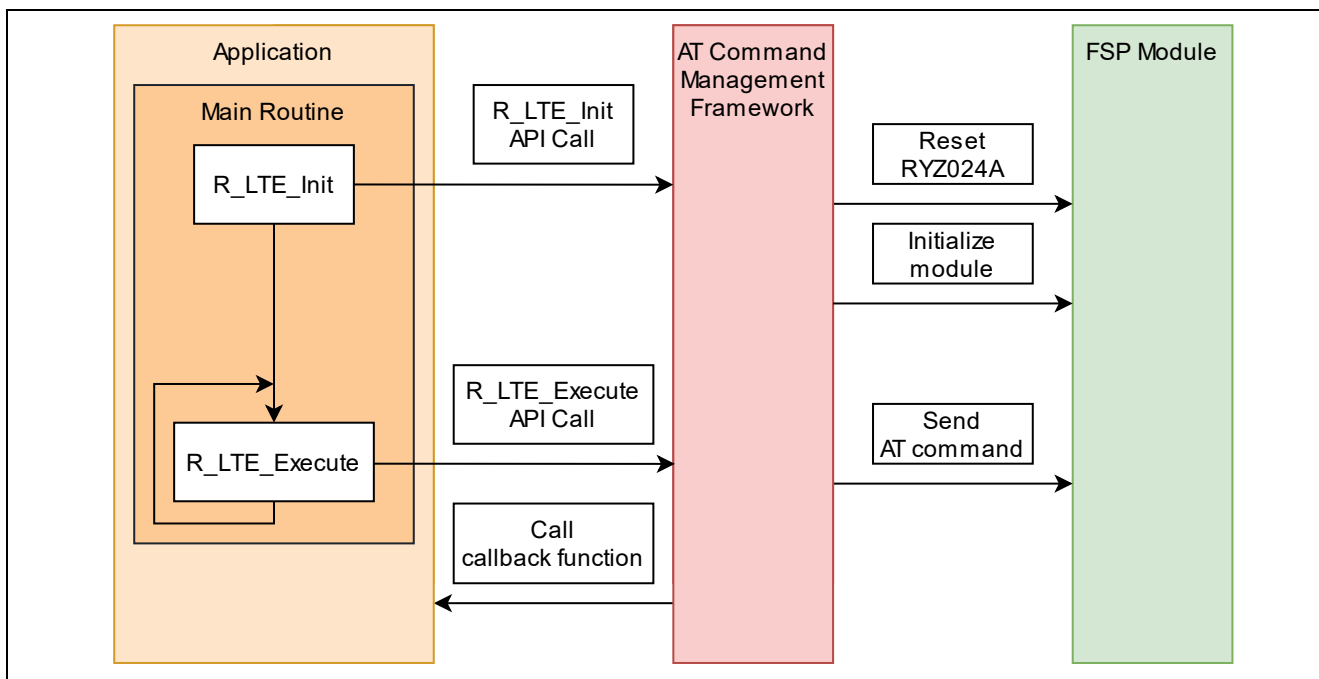 Application
Main Routine
R_LTE_Init
R_LTE_Execute
R_LTE_Init
API Call
R_LTE_Execute
API Call
Call
callback function
AT Command
Management
Framework
Reset
RYZ024A
Initialize
module
Send
AT command
FSP Module